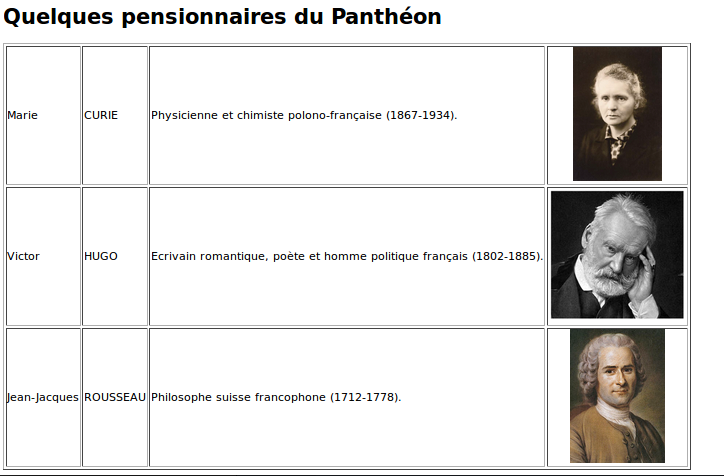 Quelques pensionnaires du Panthéon
Marie CURIE Physicienne et chimiste polono-française (1867-1934).
Victor HUGO Ecrivain romantique, poète et homme politique français (1802-1885).
Jean-Jacques ROUSSEAU Philosophe suisse francophone (1712-1778).